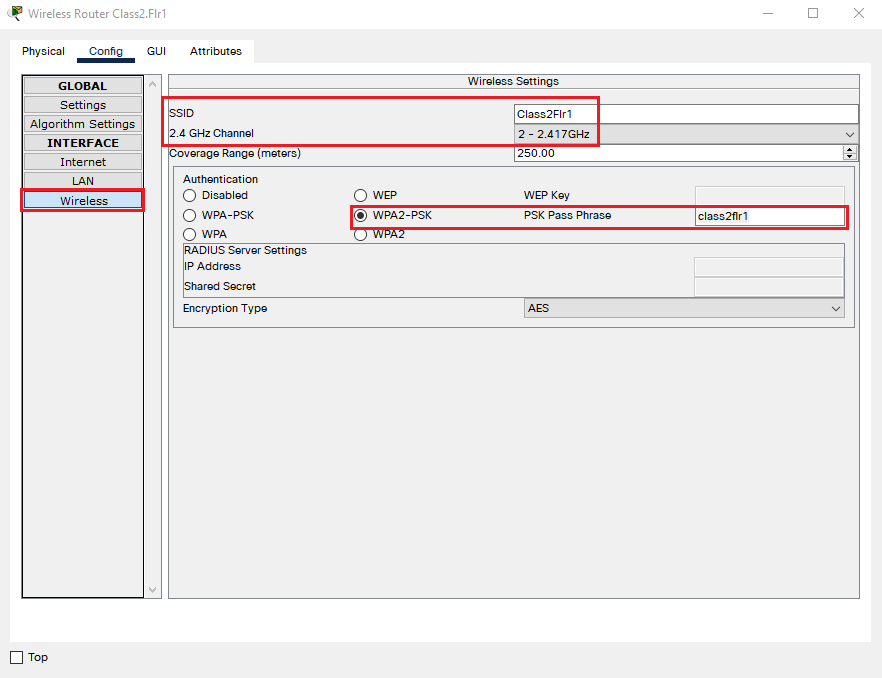 Wireless Router Class2.Flr1
Physical Config GUI Attributes
GLOBAL
Settings
Algorithm Settings
INTERFACE
Internet
LAN
Wireless
Wireless Settings
SSID Class2Flr1
2.4 GHz Channel 2 - 2.417GHz
Coverage Range (meters) 250.00
Authentication
Disabled WEP WEP Key
WPA-PSK WPA2-PSK PSK Pass Phrase class2flr1
WPA WPA2
RADIUS Server Settings
IP Address
Shared Secret
Encryption Type AES
Top